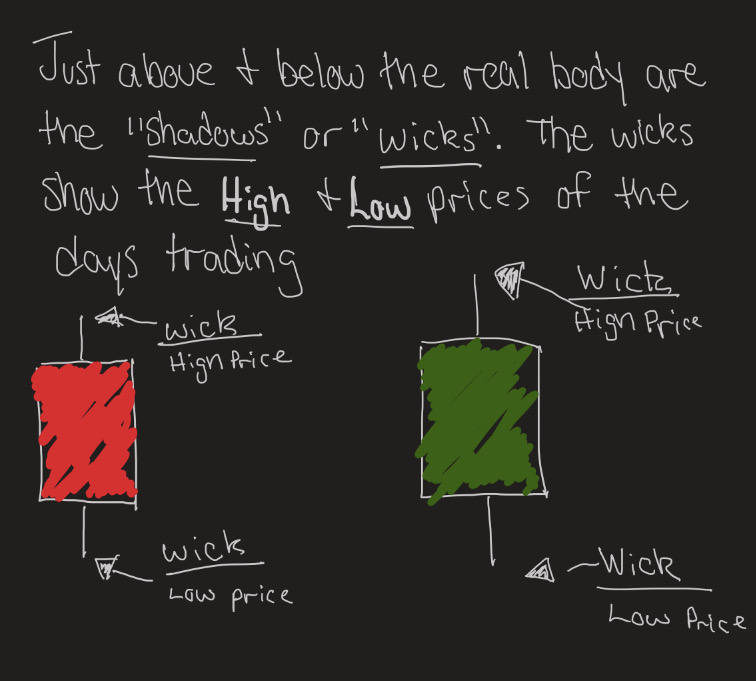 Just above & below the real body are
the "Shadows" or "wicks". The wicks
show the High & Low prices of the
days trading
Wick
High Price
wick
High Price
wick
Low price
Wick
Low Price